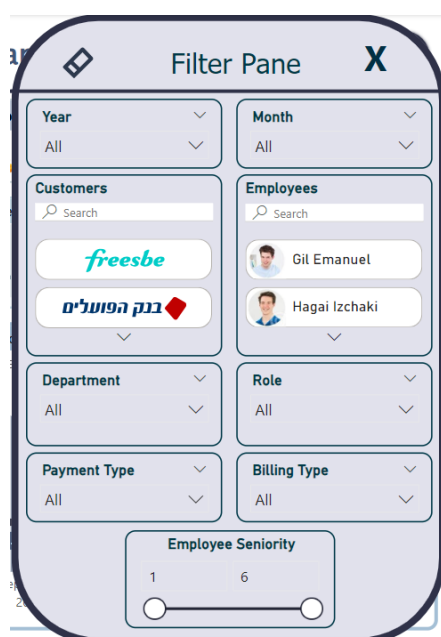 Filter Pane X
Year
All
Month
All
Customers
Search
freesbe
בנק הפועלים
Employees
Search
Gil Emanuel
Hagai Izchaki
Department
All
Role
All
Payment Type
All
Billing Type
All
Employee Seniority
1 6